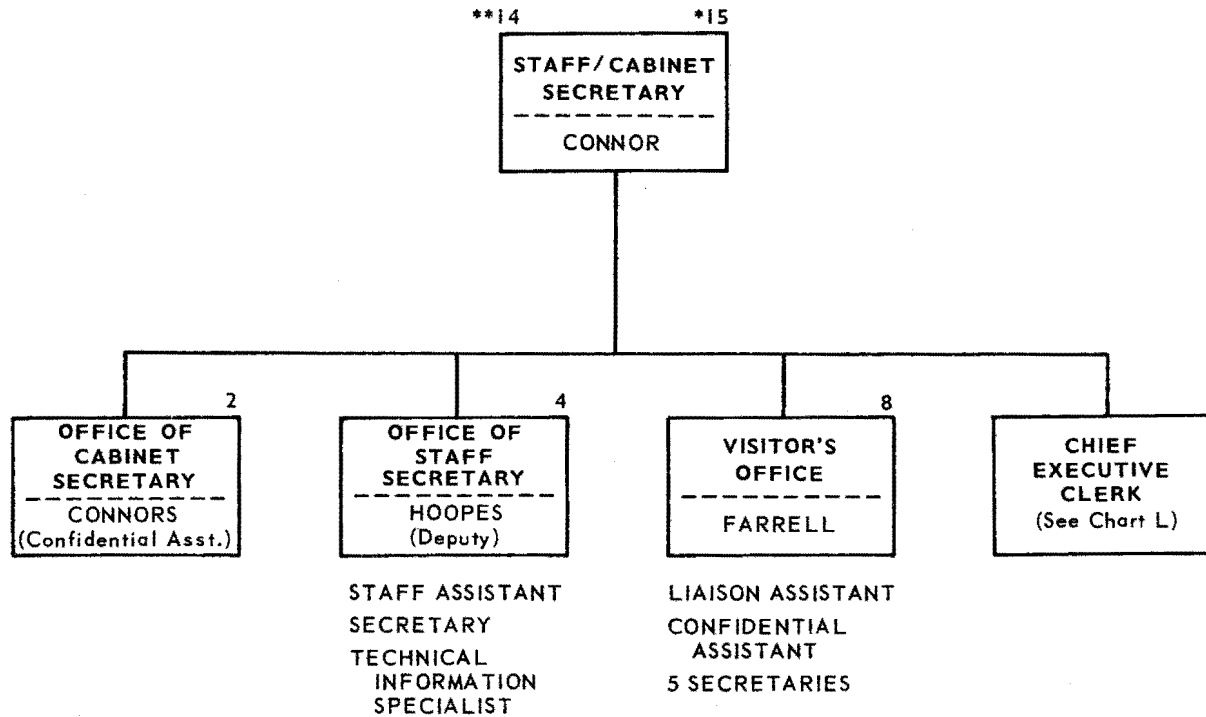 **14 *15
STAFF/CABINET
SECRETARY
CONNOR
2
OFFICE OF
CABINET
SECRETARY
CONNORS
(Confidential Asst.)
4
OFFICE OF
STAFF
SECRETARY
HOOPES
(Deputy)
STAFF ASSISTANT
SECRETARY
TECHNICAL
INFORMATION
SPECIALIST
8
VISITOR'S
OFFICE
FARRELL
LIAISON ASSISTANT
CONFIDENTIAL
ASSISTANT
5 SECRETARIES
CHIEF
EXECUTIVE
CLERK
(See Chart L)